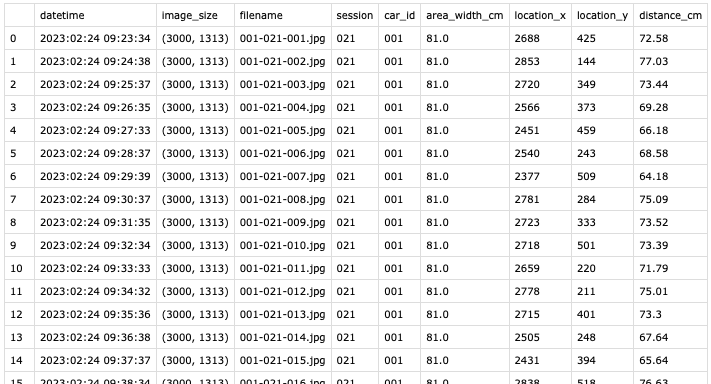 datetime image_size filename session car_id area_width_cm location_x location_y distance_cm
0 2023:02:24 09:23:34 (3000, 1313) 001-021-001.jpg 021 001 81.0 2688 425 72.58
1 2023:02:24 09:24:38 (3000, 1313) 001-021-002.jpg 021 001 81.0 2853 144 77.03
2 2023:02:24 09:25:37 (3000, 1313) 001-021-003.jpg 021 001 81.0 2720 349 73.44
3 2023:02:24 09:26:35 (3000, 1313) 001-021-004.jpg 021 001 81.0 2566 373 69.28
4 2023:02:24 09:27:33 (3000, 1313) 001-021-005.jpg 021 001 81.0 2451 459 66.18
5 2023:02:24 09:28:37 (3000, 1313) 001-021-006.jpg 021 001 81.0 2540 243 68.58
6 2023:02:24 09:29:39 (3000, 1313) 001-021-007.jpg 021 001 81.0 2377 509 64.18
7 2023:02:24 09:30:37 (3000, 1313) 001-021-008.jpg 021 001 81.0 2781 284 75.09
8 2023:02:24 09:31:35 (3000, 1313) 001-021-009.jpg 021 001 81.0 2723 333 73.52
9 2023:02:24 09:32:34 (3000, 1313) 001-021-010.jpg 021 001 81.0 2718 501 73.39
10 2023:02:24 09:33:33 (3000, 1313) 001-021-011.jpg 021 001 81.0 2659 220 71.79
11 2023:02:24 09:34:32 (3000, 1313) 001-021-012.jpg 021 001 81.0 2778 211 75.01
12 2023:02:24 09:35:36 (3000, 1313) 001-021-013.jpg 021 001 81.0 2715 401 73.3
13 2023:02:24 09:36:38 (3000, 1313) 001-021-014.jpg 021 001 81.0 2505 248 67.64
14 2023:02:24 09:37:37 (3000, 1313) 001-021-015.jpg 021 001 81.0 2431 394 65.64
15 2023:02:24 09:38:34 (3000, 1313) 001-021-016.jpg 021 001 81.0 2838 518 76.63